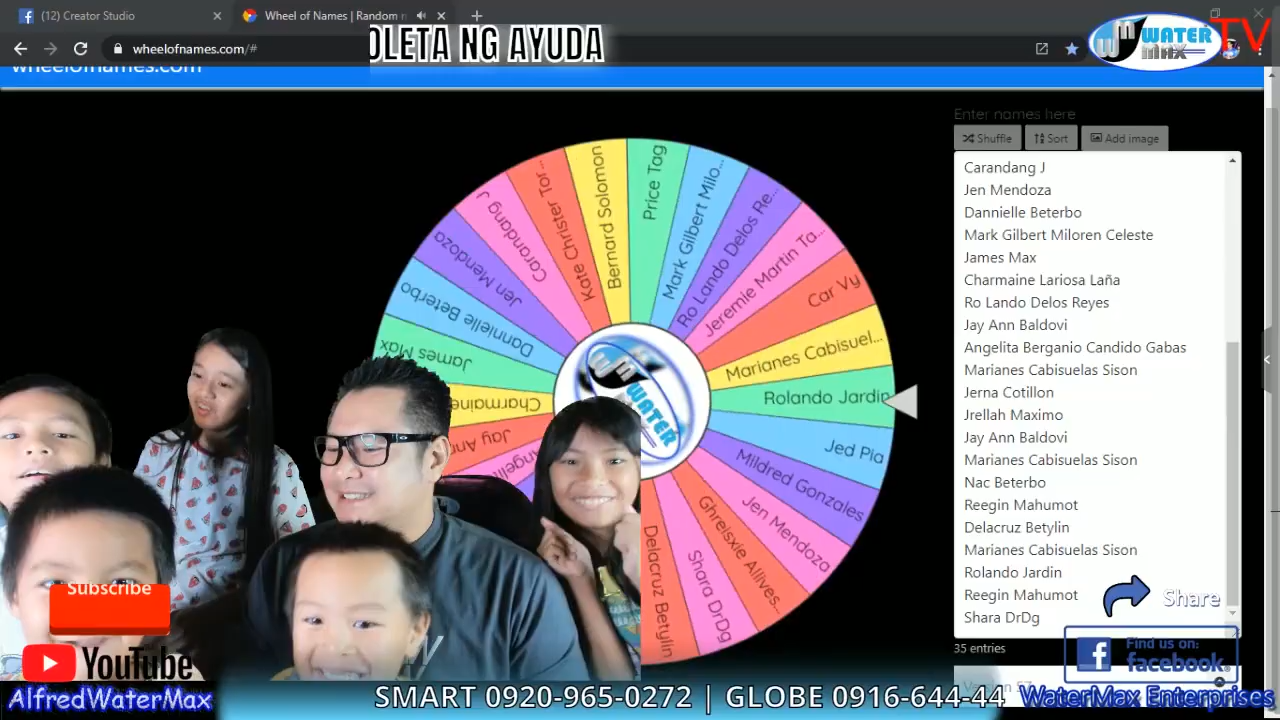 (12) Creator Studio
Wheel of Names | Random n
wheelofnames.com/#
OLETA NG AYUDA
WATER MAX TV
wheelofnames.com
Enter names here
Shuffle
Sort
Add image
Carandang J
Jen Mendoza
Dannielle Beterbo
Mark Gilbert Miloren Celeste
James Max
Charmaine Lariosa Laña
Ro Lando Delos Reyes
Jay Ann Baldovi
Angelita Berganio Candido Gabas
Marianes Cabisuelas Sison
Jerna Cotillon
Jrellah Maximo
Jay Ann Baldovi
Marianes Cabisuelas Sison
Nac Beterbo
Reegin Mahumot
Delacruz Betylin
Marianes Cabisuelas Sison
Rolando Jardin
Reegin Mahumot
Shara DrDg
35 entries
Price Tag
Mark Gilbert Milo...
Ro Lando Delos Re...
Jeremie Martin Ta...
Car Vy
Marianes Cabisuel...
Rolando Jardin
Jed Pla
Mildred Gonzales
Jen Mendoza
Ghrelsxie Allives...
Shara DrDg
Delacruz Betylin
Angelit
Jay Ann
Charmaine
James Max
Dannielle Beterbo
Jen Mendoza
Carandang J
Kate Christer Tor...
Bernard Solomon
WATER
Share
Find us on:
facebook
Subscribe
YouTube
AlfredWaterMax
SMART 0920-965-0272 | GLOBE 0916-644-44
WaterMax Enterprises